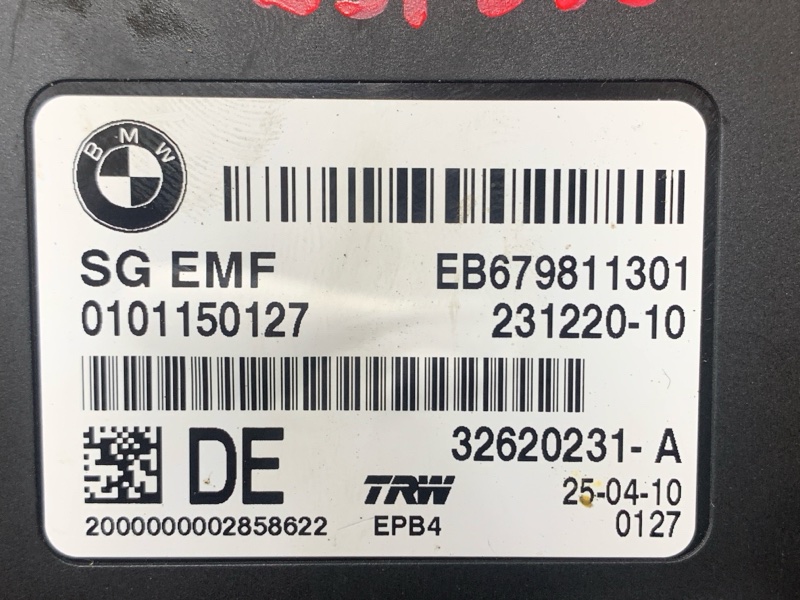 BMW
SG EMF EB679811301
0101150127 231220-10
DE 32620231- A
TRW 25-04-10
2000000002858622 EPB4 0127